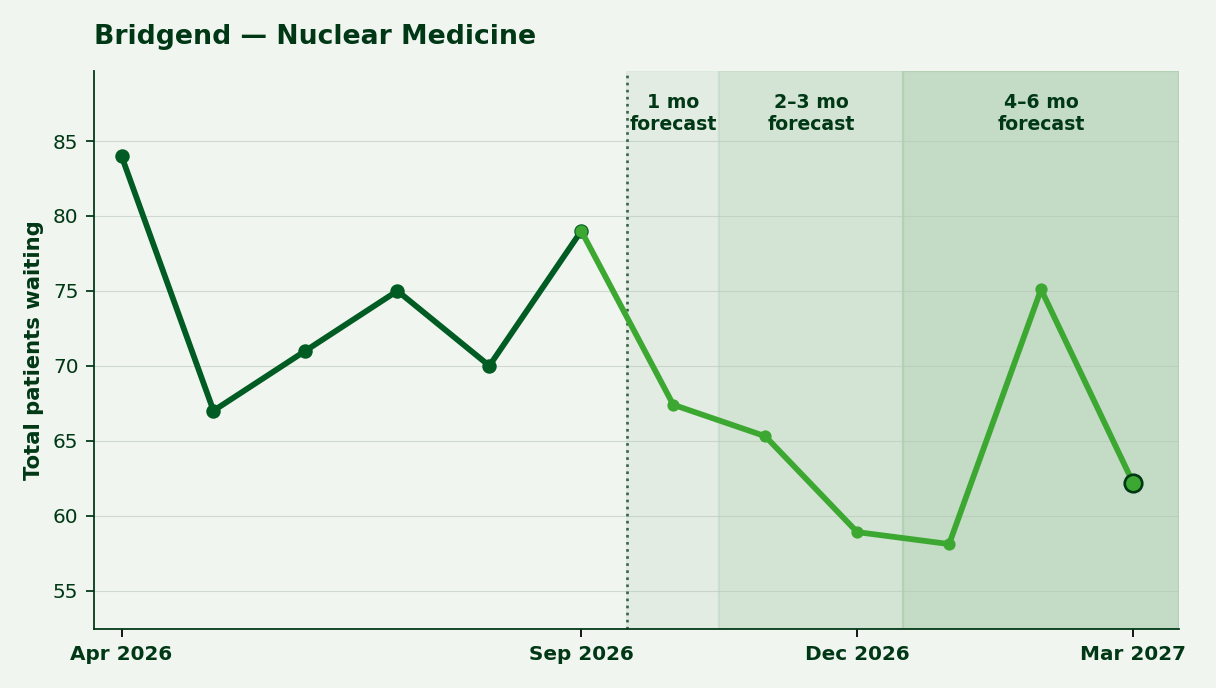 Bridgend — Nuclear Medicine
1 mo
forecast
2–3 mo
forecast
4–6 mo
forecast
Total patients waiting
85
80
75
70
65
60
55
Apr 2026
Sep 2026
Dec 2026
Mar 2027